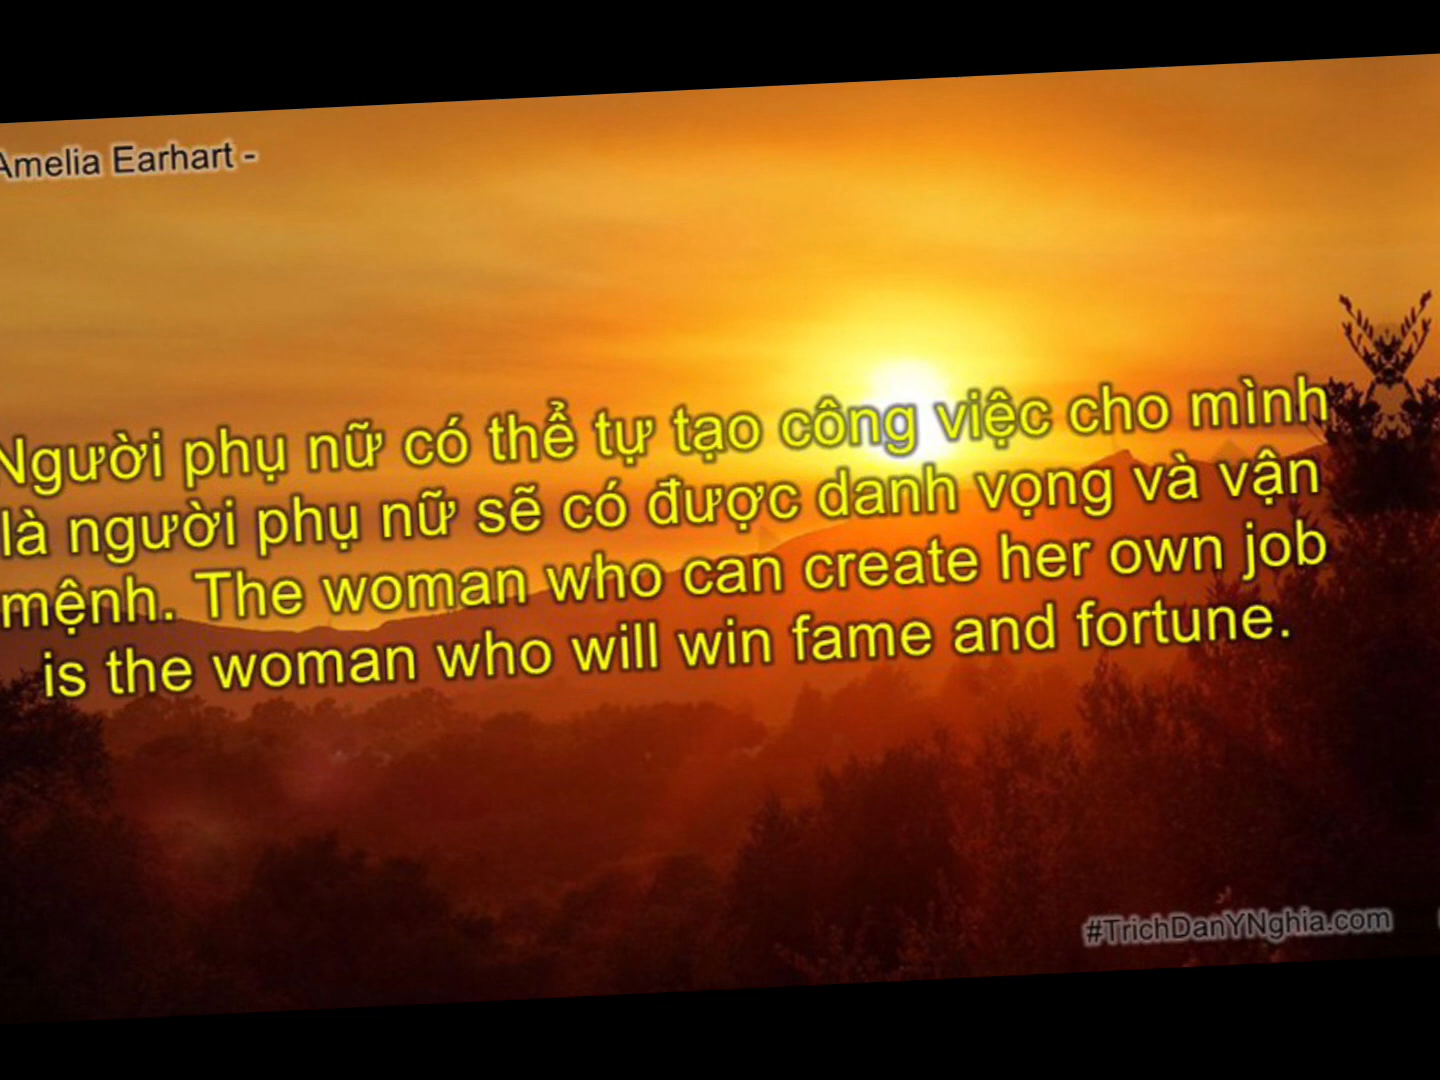 Amelia Earhart -
Người phụ nữ có thể tự tạo công việc cho mình
là người phụ nữ sẽ có được danh vọng và vận
mệnh. The woman who can create her own job
is the woman who will win fame and fortune.
#TrichDanYNghia.com